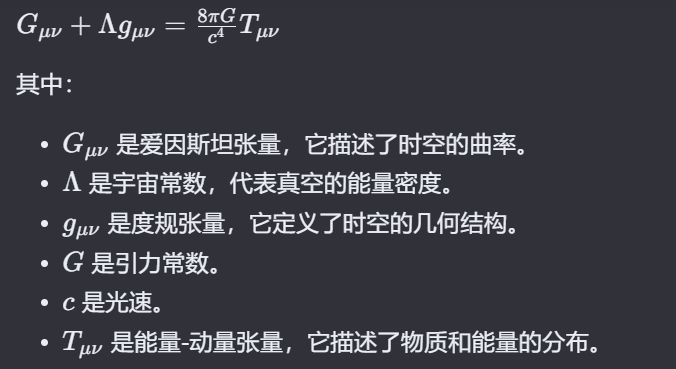 $G_{\mu\nu} + \Lambda g_{\mu\nu} = \frac{8\pi G}{c^4} T_{\mu\nu}$
其中：
• $G_{\mu\nu}$ 是爱因斯坦张量，它描述了时空的曲率。
• $\Lambda$ 是宇宙常数，代表真空的能量密度。
• $g_{\mu\nu}$ 是度规张量，它定义了时空的几何结构。
• $G$ 是引力常数。
• $c$ 是光速。
• $T_{\mu\nu}$ 是能量-动量张量，它描述了物质和能量的分布。